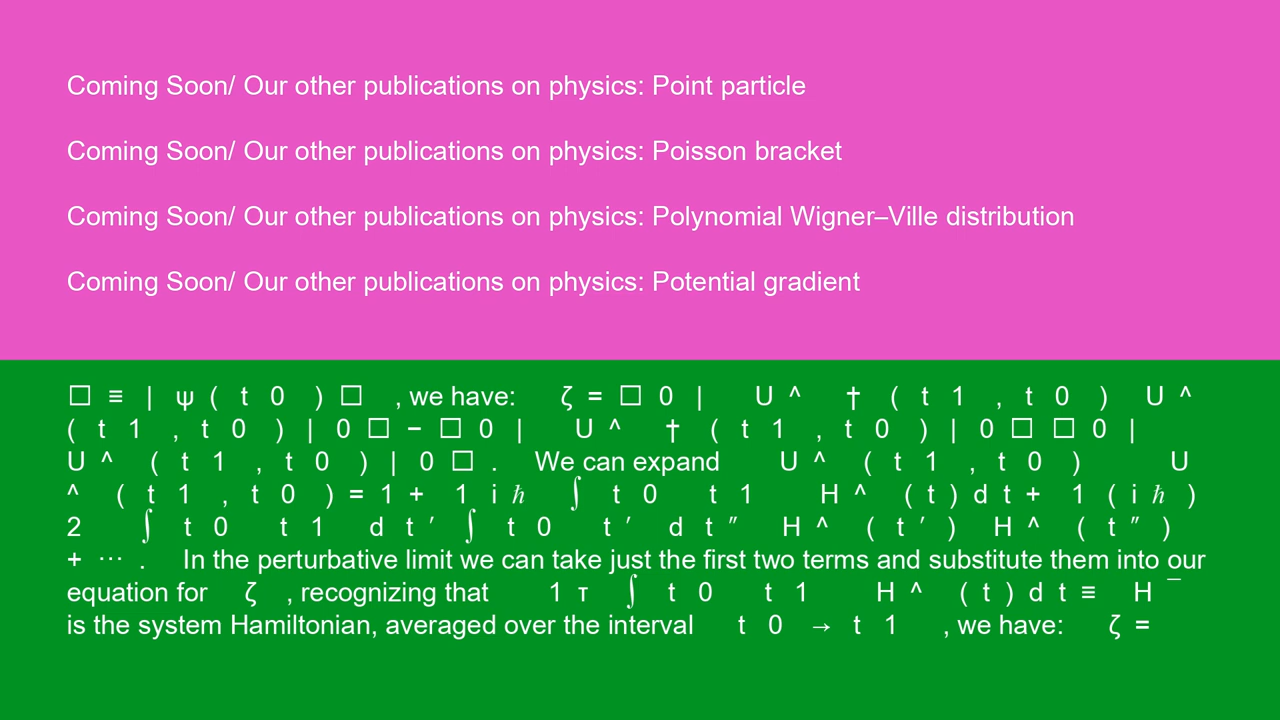 Coming Soon/ Our other publications on physics: Point particle
Coming Soon/ Our other publications on physics: Poisson bracket
Coming Soon/ Our other publications on physics: Polynomial Wigner–Ville distribution
Coming Soon/ Our other publications on physics: Potential gradient
□ ≡ | ψ ( t 0 ) □ , we have: ζ = □ 0 | U ^ † ( t 1 , t 0 ) U ^
( t 1 , t 0 ) | 0 □ − □ 0 | U ^ † ( t 1 , t 0 ) | 0 □ □ 0 |
U ^ ( t 1 , t 0 ) | 0 □ . We can expand U ^ ( t 1 , t 0 ) U
^ ( t 1 , t 0 ) = 1 + 1 i ℏ ∫ t 0 t 1 H ^ ( t ) d t + 1 ( i ℏ )
2 ∫ t 0 t 1 d t ′ ∫ t 0 t ′ d t ″ H ^ ( t ′ ) H ^ ( t ″ )
+ ⋯ . In the perturbative limit we can take just the first two terms and substitute them into our
equation for ζ , recognizing that 1 τ ∫ t 0 t 1 H ^ ( t ) d t ≡ H ¯
is the system Hamiltonian, averaged over the interval t 0 → t 1 , we have: ζ =